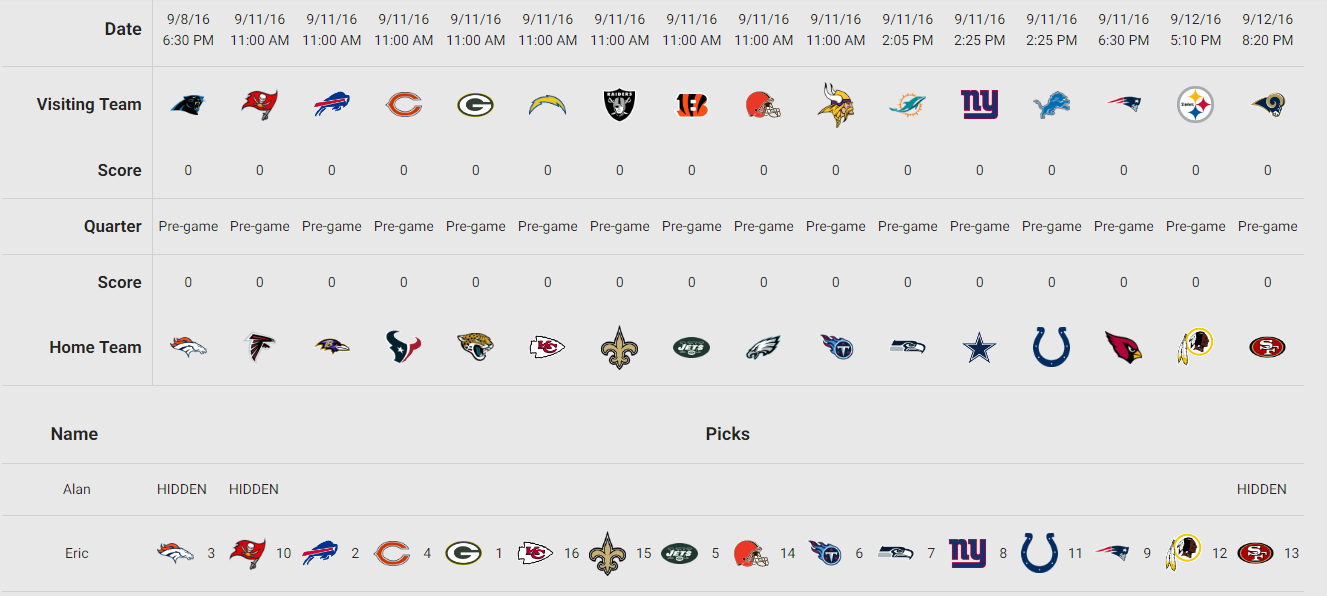 Date 9/8/16 9/11/16 9/11/16 9/11/16 9/11/16 9/11/16 9/11/16 9/11/16 9/11/16 9/11/16 9/11/16 9/11/16 9/11/16 9/11/16 9/12/16 9/12/16
6:30 PM 11:00 AM 11:00 AM 11:00 AM 11:00 AM 11:00 AM 11:00 AM 11:00 AM 11:00 AM 11:00 AM 2:05 PM 2:25 PM 2:25 PM 6:30 PM 5:10 PM 8:20 PM
Visiting Team RAIDERS ny Steelers
Score 0 0 0 0 0 0 0 0 0 0 0 0 0 0 0 0
Quarter Pre-game Pre-game Pre-game Pre-game Pre-game Pre-game Pre-game Pre-game Pre-game Pre-game Pre-game Pre-game Pre-game Pre-game Pre-game Pre-game
Score 0 0 0 0 0 0 0 0 0 0 0 0 0 0 0 0
Home Team KC JETS T SF
Name Picks
Alan HIDDEN HIDDEN HIDDEN
Eric 3 10 2 4 G 1 KC 16 15 JETS 5 14 T 6 7 ny 8 11 9 12 SF 13